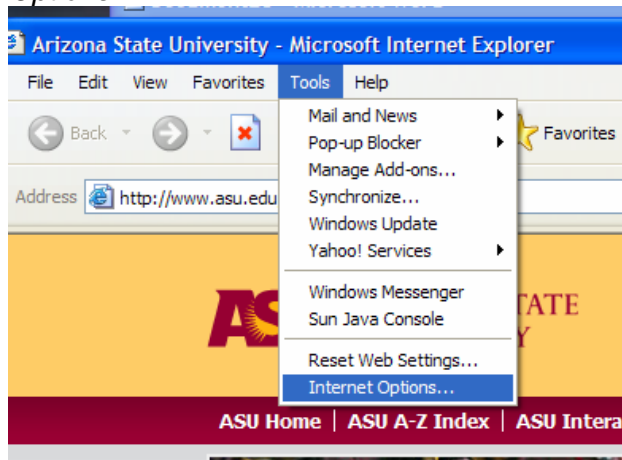 Arizona State University - Microsoft Internet Explorer
File Edit View Favorites Tools Help
Back Favorites
Address http://www.asu.edu
Mail and News
Pop-up Blocker
Manage Add-ons...
Synchronize...
Windows Update
Yahoo! Services
Windows Messenger
Sun Java Console
Reset Web Settings...
Internet Options...
AS TATE
Y
ASU Home | ASU A-Z Index | ASU Intera